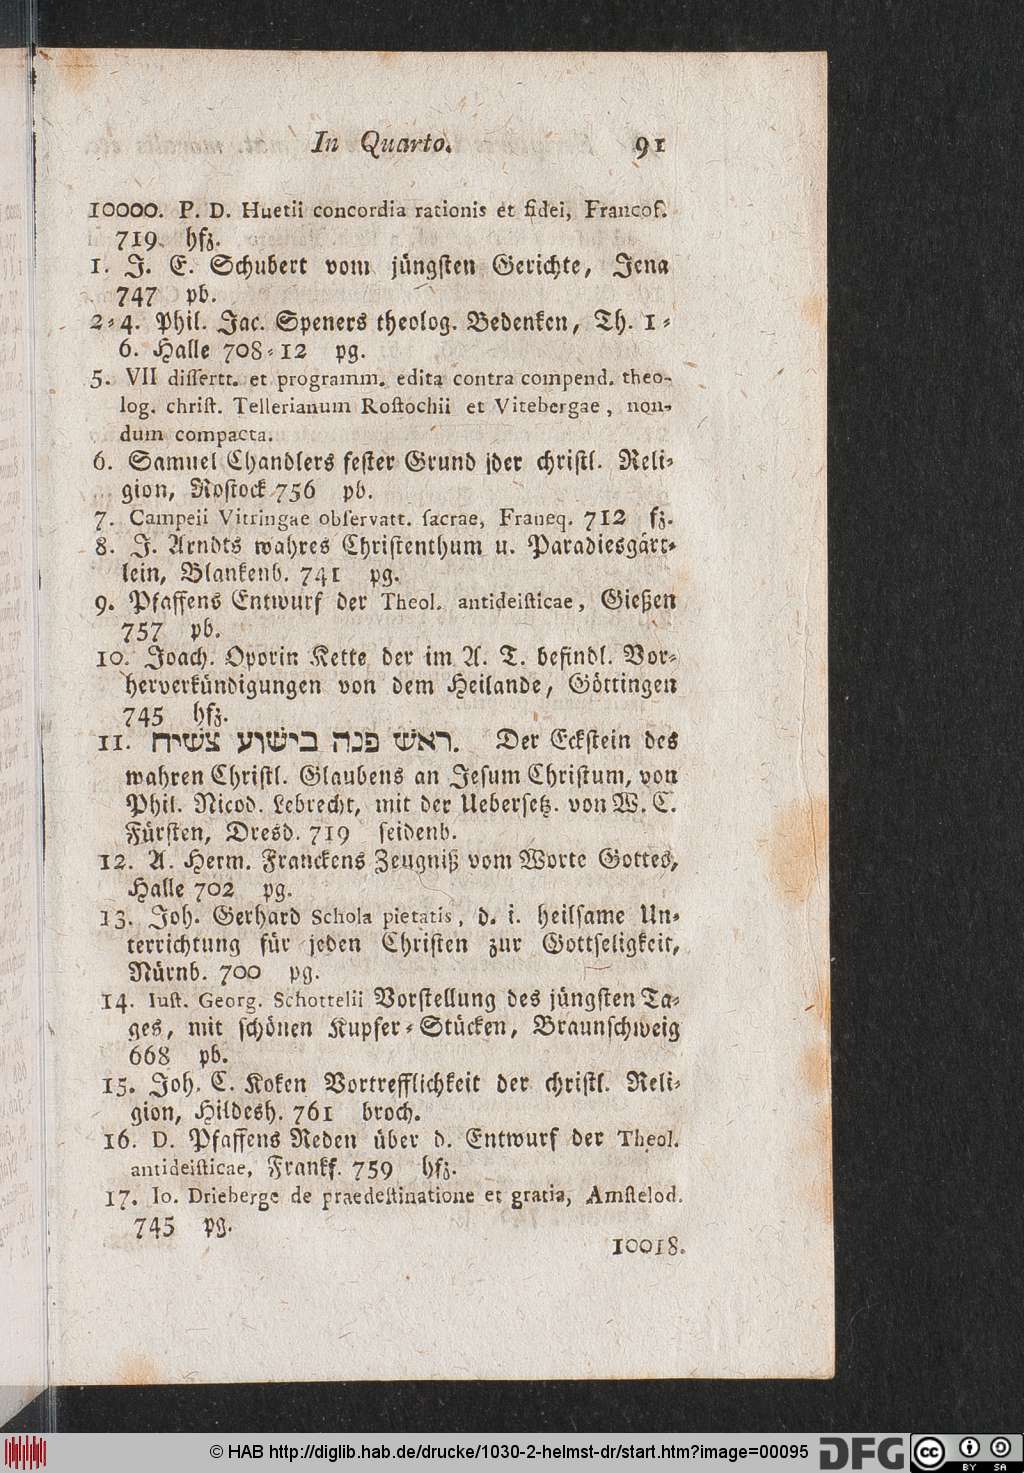 In Quarto. 91
10000. P. D. Huetii concordia rationis et fidei, Francof.
719. hfz.
1. J. E. Schubert vom jüngsten Gerichte, Jena
747 pb.
2-4. Phil. Jac. Speners theolog. Bedenken, Th. 1-
6. Halle 708-12 pg.
5. VII dissertt. et programm. edita contra compend. theo-
log. christ. Tellerianum Rostochii et Vitebergae, non-
dum compacta.
6. Samuel Chandlers fester Grund der christl. Reli-
gion, Rostock 756 pb.
7. Campeii Vitringae observatt. sacrae, Franeq. 712 fz.
8. J. Arndts wahres Christenthum u. Paradiesgärt-
lein, Blankenb. 741 pg.
9. Pfaffens Entwurf der Theol. antideisticae, Gießen
757 pb.
10. Joach. Oporin Kette der im A. T. befindl. Vor-
herverkündigungen von dem Heilande, Göttingen
745 hfz.
11. ראש פנה בישוע צשיח. Der Eckstein des
wahren Christl. Glaubens an Jesum Christum, von
Phil. Nicod. Lebrecht, mit der Uebersetz. von W. C.
Fürsten, Dresd. 719 seidenb.
12. A. Herm. Franckens Zeugniß vom Worte Gottes,
Halle 702 pg.
13. Joh. Gerhard Schola pietatis, d. i. heilsame Un-
terrichtung für jeden Christen zur Gottseligkeit,
Nürnb. 700 pg.
14. Iust. Georg. Schottelii Vorstellung des jüngsten Ta-
ges, mit schönen Kupfer-Stücken, Braunschweig
668 pb.
15. Joh. C. Koken Vortrefflichkeit der christl. Reli-
gion, Hildesh. 761 broch.
16. D. Pfaffens Reden über d. Entwurf der Theol.
antideisticae, Frankf. 759 hfz.
17. Io. Drieberge de praedestinatione et gratia, Amstelod.
745 pg.
10018.
© HAB http://diglib.hab.de/drucke/1030-2-helmst-dr/start.htm?image=00095 DFG cc BY SA